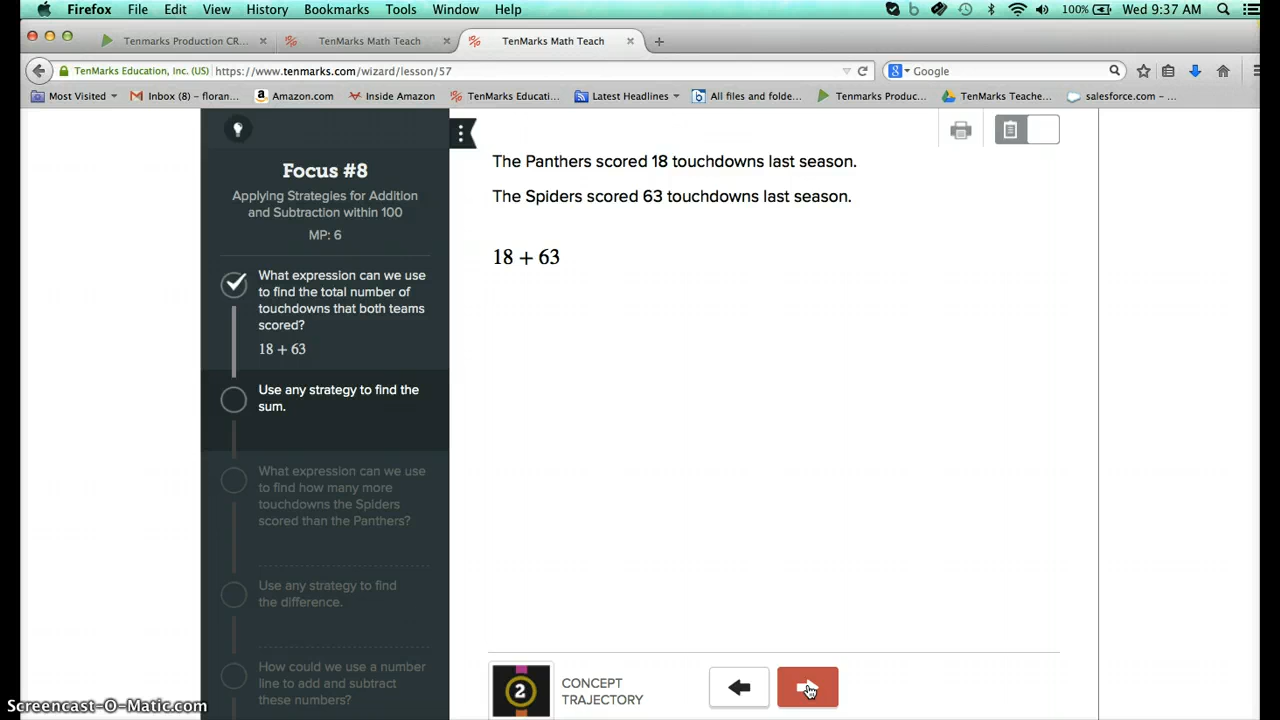 Firefox File Edit View History Bookmarks Tools Window Help 100% Wed 9:37 AM
Tenmarks Production CR... TenMarks Math Teach TenMarks Math Teach
TenMarks Education, Inc. (US) https://www.tenmarks.com/wizard/lesson/57 Google
Most Visited Inbox (8) – floran... Amazon.com Inside Amazon TenMarks Educati... Latest Headlines All files and folde... Tenmarks Produc... TenMarks Teache... salesforce.com – ...
Focus #8
Applying Strategies for Addition
and Subtraction within 100
MP: 6
What expression can we use
to find the total number of
touchdowns that both teams
scored?
18 + 63
Use any strategy to find the
sum.
What expression can we use
to find how many more
touchdowns the Spiders
scored than the Panthers?
Use any strategy to find
the difference.
How could we use a number
line to add and subtract
these numbers?
The Panthers scored 18 touchdowns last season.
The Spiders scored 63 touchdowns last season.
18 + 63
2 CONCEPT
TRAJECTORY
Screencast-O-Matic.com